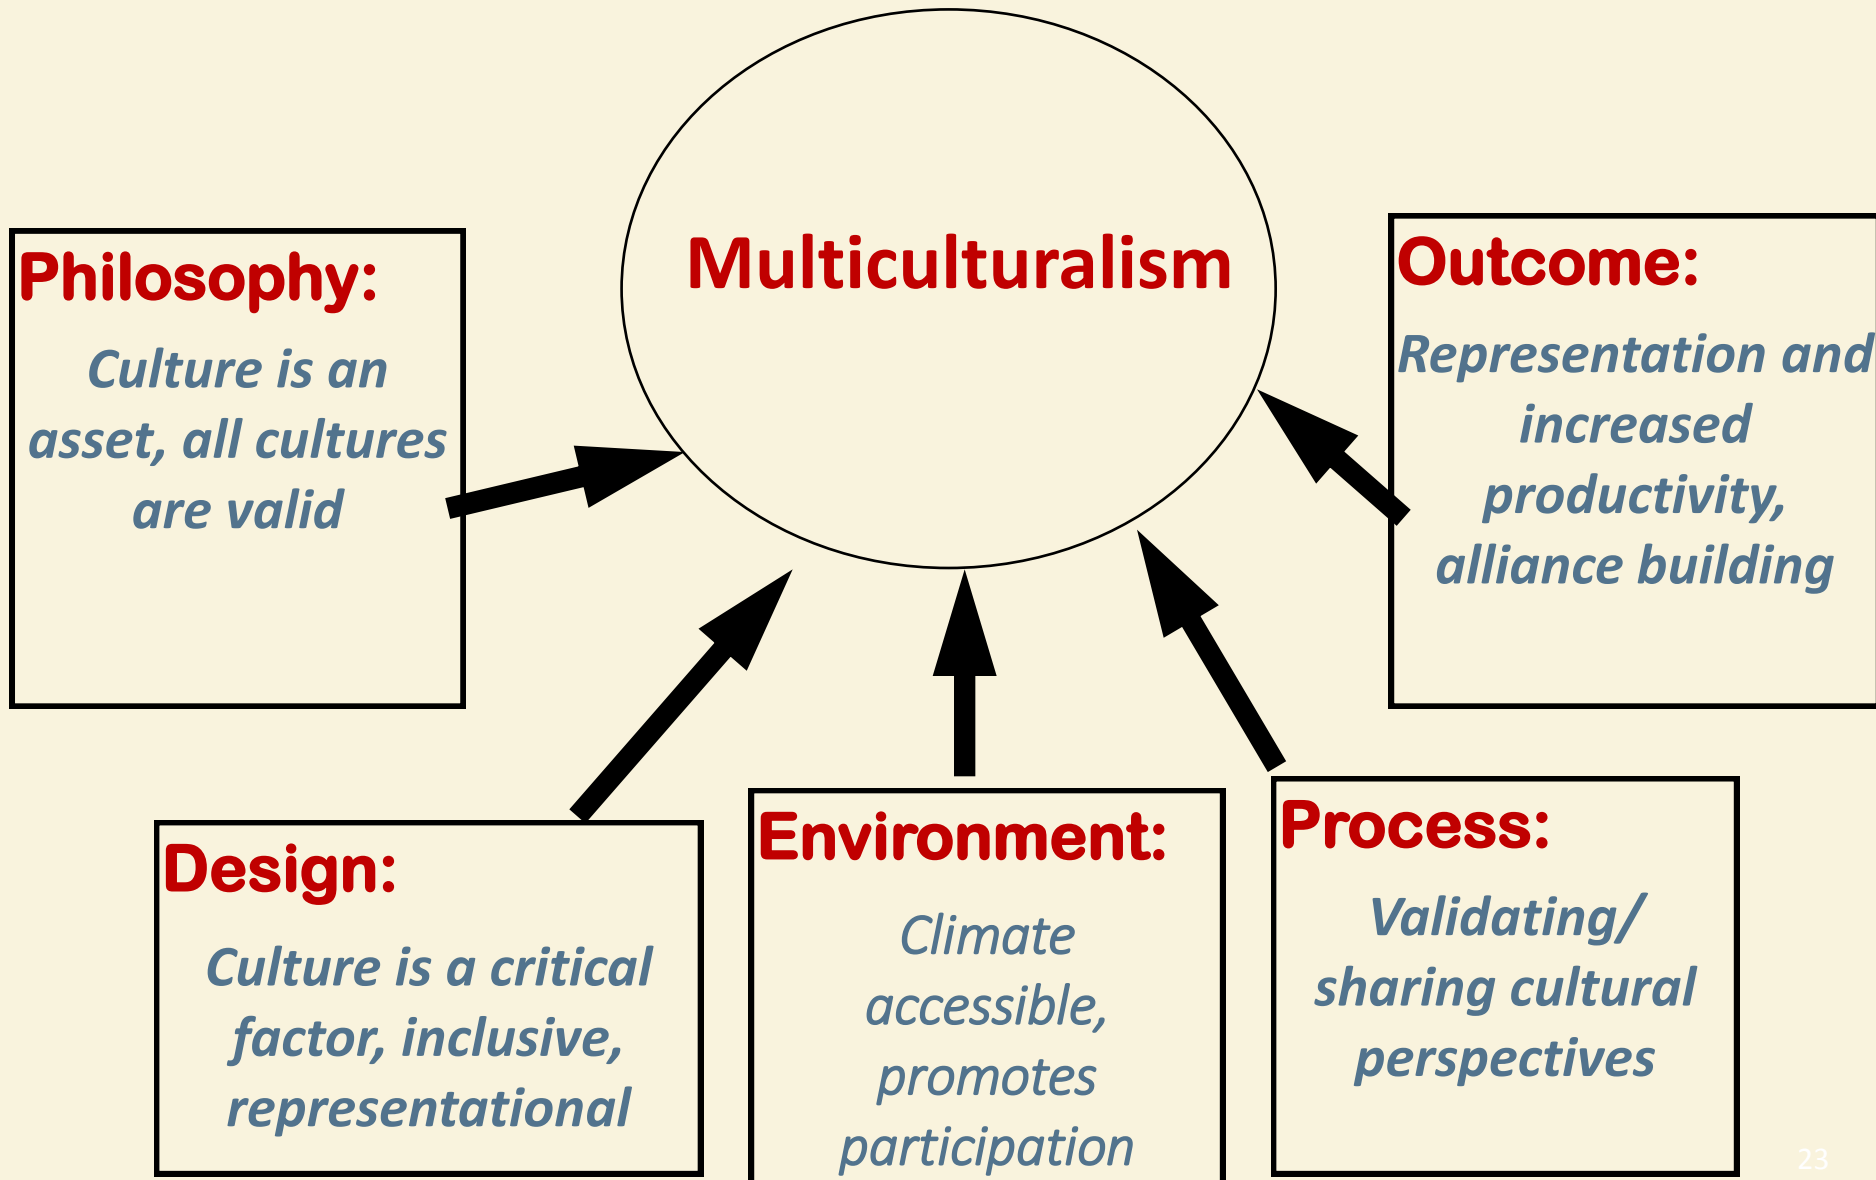 Multiculturalism
Philosophy:
Culture is an
asset, all cultures
are valid
Outcome:
Representation and
increased
productivity,
alliance building
Design:
Culture is a critical
factor, inclusive,
representational
Environment:
Climate
accessible,
promotes
participation
Process:
Validating/
sharing cultural
perspectives
23